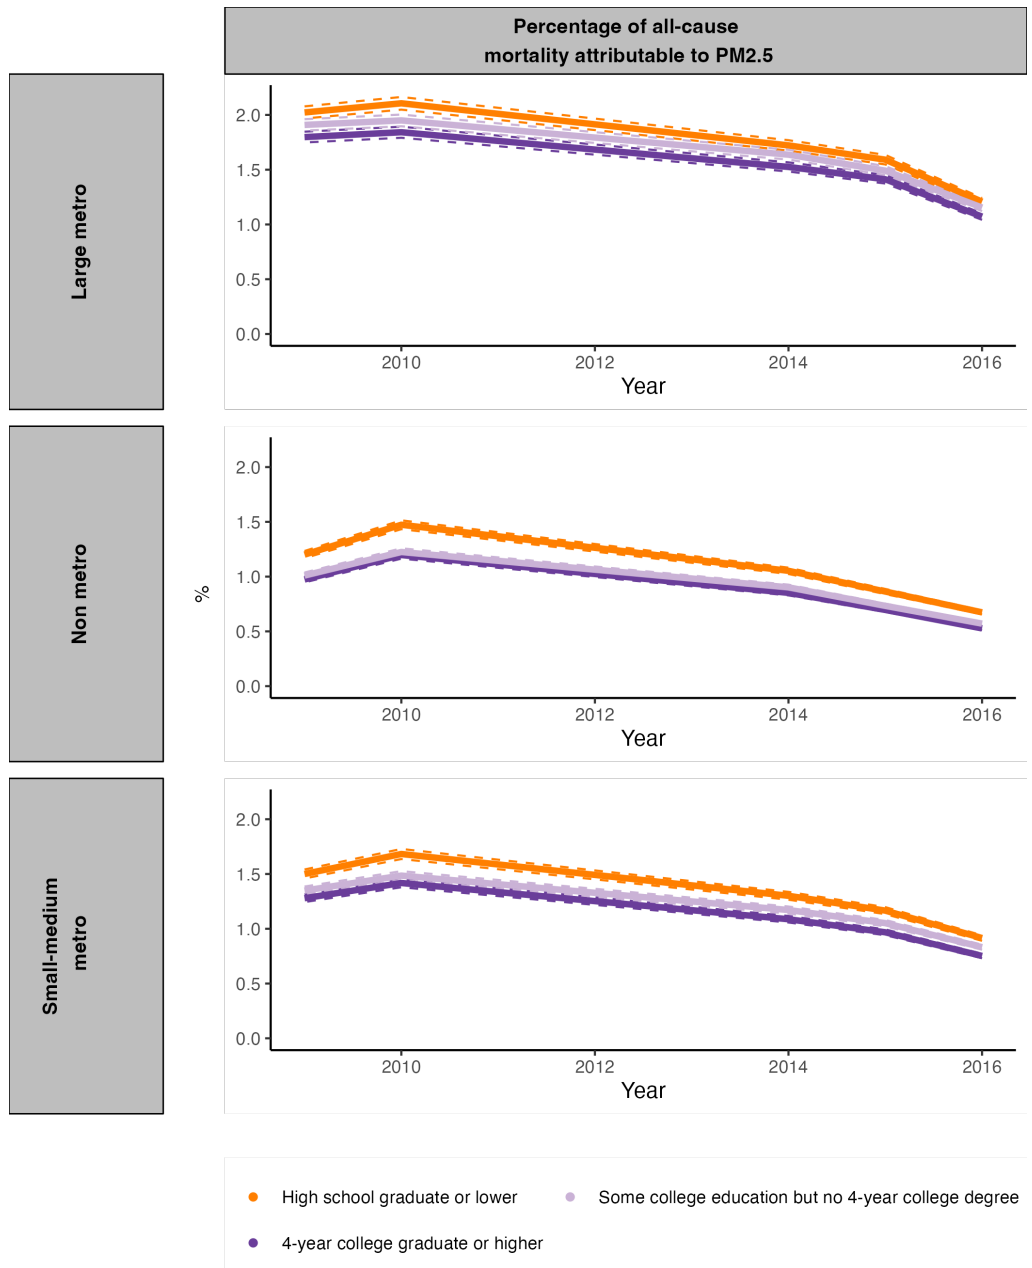 Percentage of all-cause
mortality attributable to PM2.5
Large metro
2.0
1.5
1.0
0.5
0.0
2010 2012 2014 2016
Year
Non metro
%
2.0
1.5
1.0
0.5
0.0
2010 2012 2014 2016
Year
Small-medium
metro
2.0
1.5
1.0
0.5
0.0
2010 2012 2014 2016
Year
High school graduate or lower Some college education but no 4-year college degree
4-year college graduate or higher